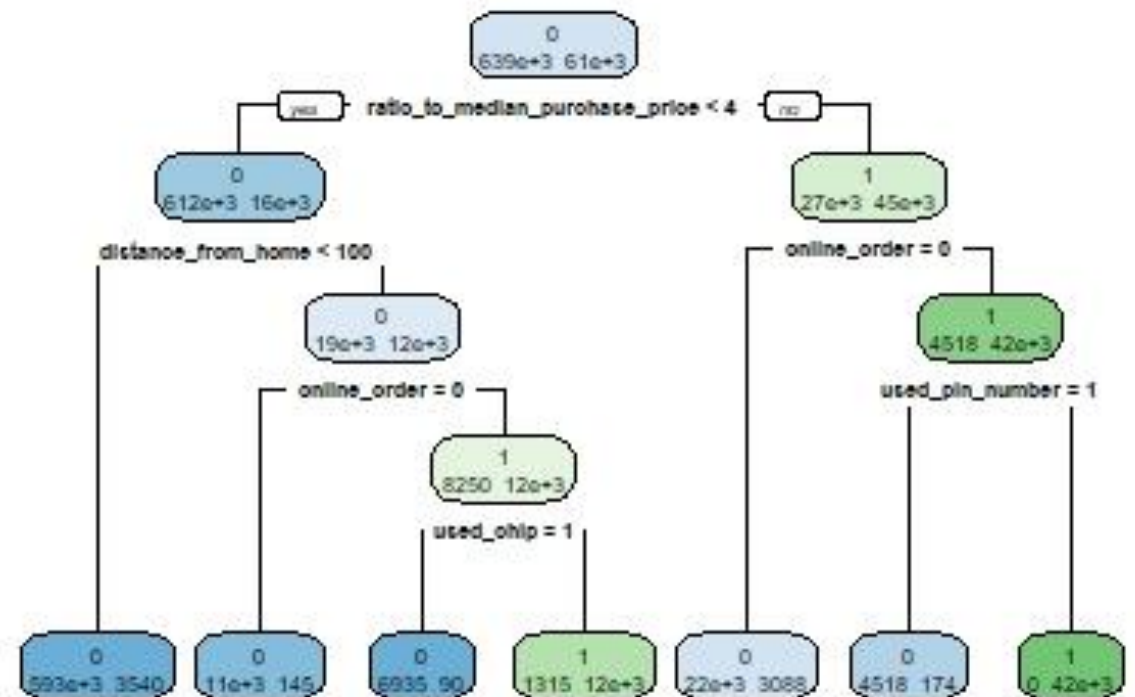 0
639e+3 61e+3
yes ratio_to_median_purchase_price < 4 no
0
612e+3 16e+3
1
27e+3 45e+3
distance_from_home < 100
online_order = 0
0
19e+3 12e+3
1
4518 42e+3
online_order = 0
used_pin_number = 1
1
8250 12e+3
used_chip = 1
0
593e+3 3540
0
11e+3 145
0
6935 90
1
1315 12e+3
0
22e+3 3088
0
4518 174
1
0 42e+3